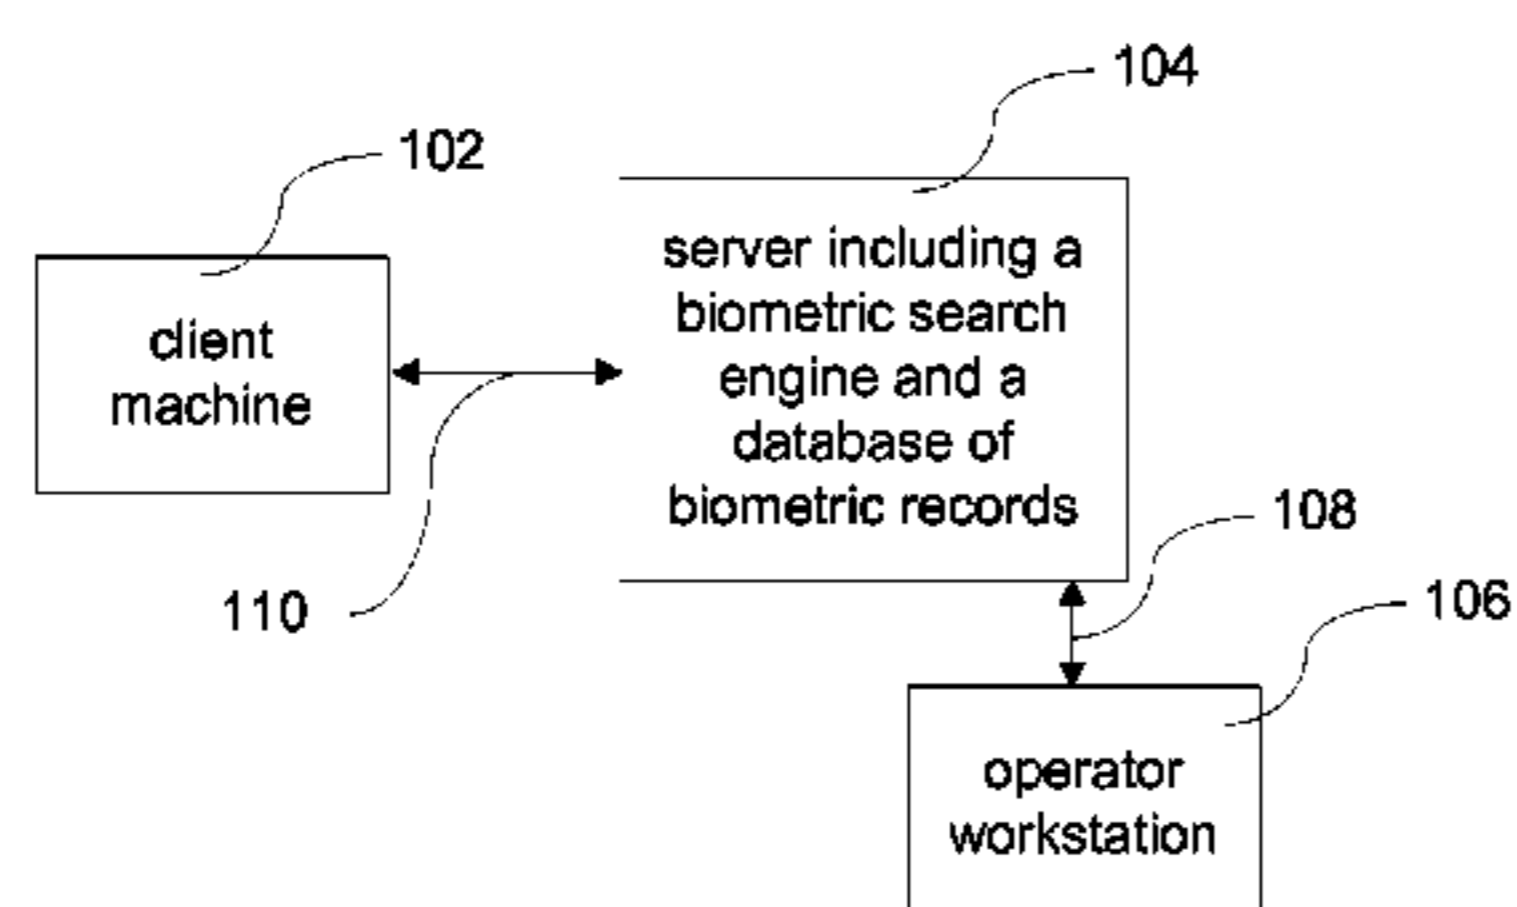 104
102
server including a
biometric search
engine and a
database of
biometric records
client
machine
108
110
106
operator
workstation